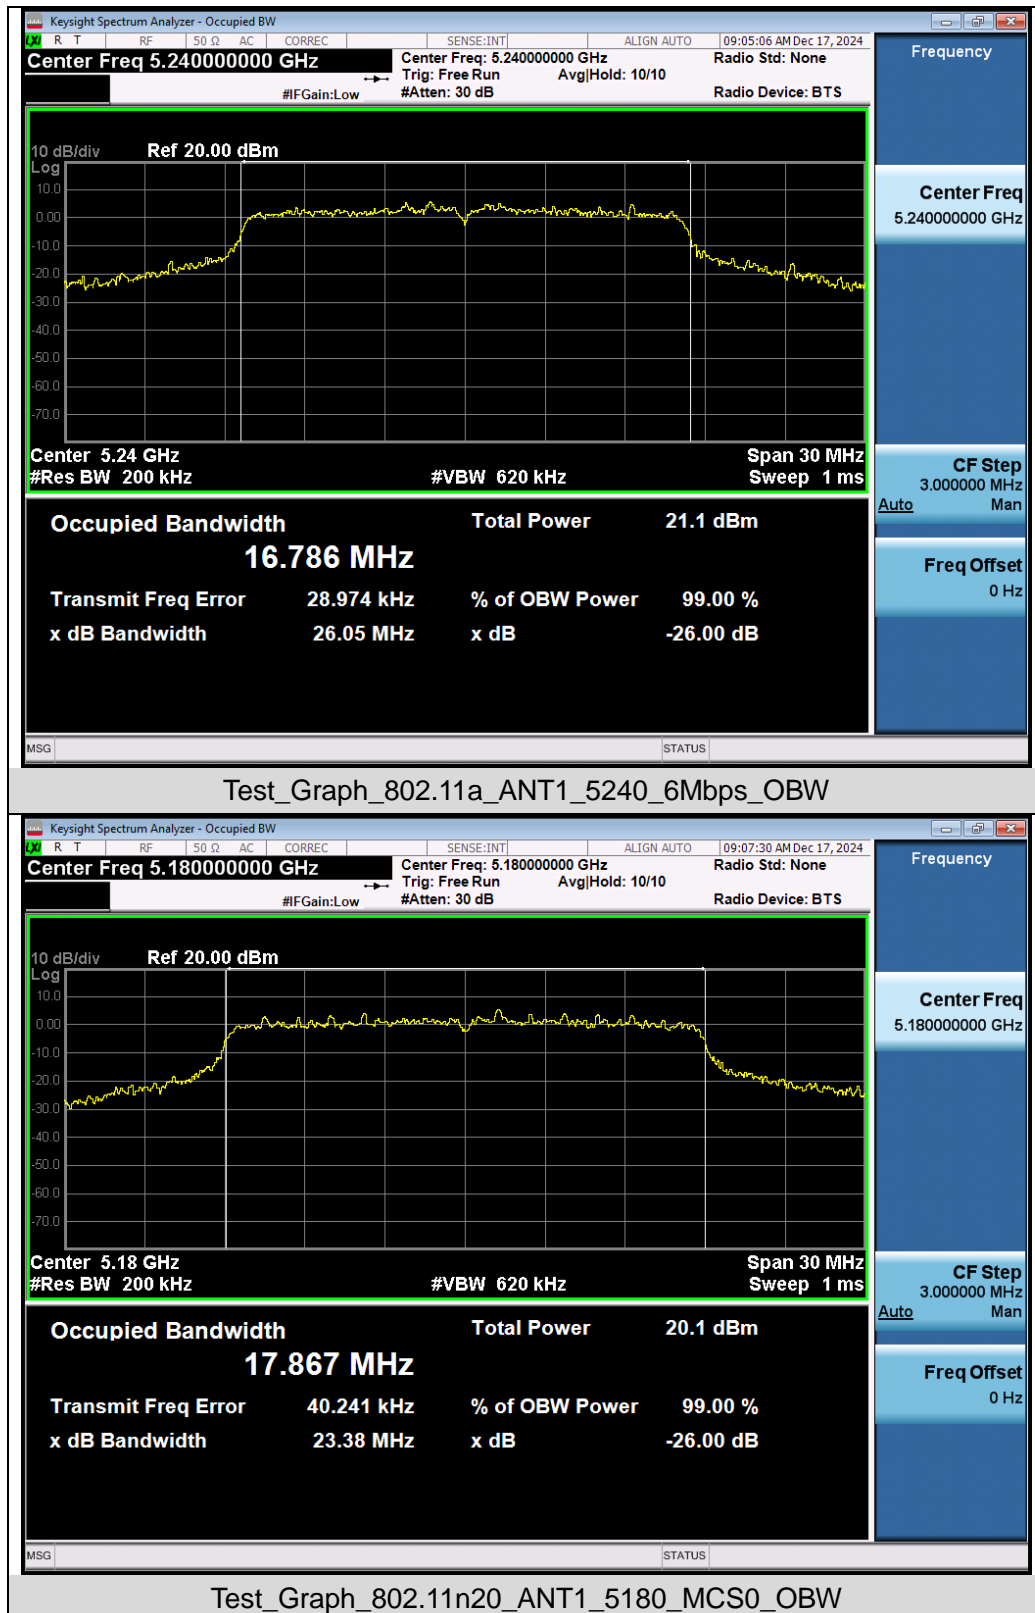 Keysight Spectrum Analyzer - Occupied BW
LXI R T RF 50 Ω AC CORREC SENSE:INT ALIGN AUTO 09:05:06 AM Dec 17, 2024
Center Freq 5.240000000 GHz Center Freq: 5.240000000 GHz Radio Std: None Frequency
Trig: Free Run Avg|Hold: 10/10
#IFGain:Low #Atten: 30 dB Radio Device: BTS
10 dB/div Ref 20.00 dBm
Log
10.0
0.00
-10.0
-20.0
-30.0
-40.0
-50.0
-60.0
-70.0
Center 5.24 GHz Span 30 MHz
#Res BW 200 kHz #VBW 620 kHz Sweep 1 ms
Center Freq
5.240000000 GHz
CF Step
3.000000 MHz
Auto Man
Freq Offset
0 Hz
Occupied Bandwidth Total Power 21.1 dBm
16.786 MHz
Transmit Freq Error 28.974 kHz % of OBW Power 99.00 %
x dB Bandwidth 26.05 MHz x dB -26.00 dB
MSG STATUS
Test_Graph_802.11a_ANT1_5240_6Mbps_OBW
Keysight Spectrum Analyzer - Occupied BW
LXI R T RF 50 Ω AC CORREC SENSE:INT ALIGN AUTO 09:07:30 AM Dec 17, 2024
Center Freq 5.180000000 GHz Center Freq: 5.180000000 GHz Radio Std: None Frequency
Trig: Free Run Avg|Hold: 10/10
#IFGain:Low #Atten: 30 dB Radio Device: BTS
10 dB/div Ref 20.00 dBm
Log
10.0
0.00
-10.0
-20.0
-30.0
-40.0
-50.0
-60.0
-70.0
Center 5.18 GHz Span 30 MHz
#Res BW 200 kHz #VBW 620 kHz Sweep 1 ms
Center Freq
5.180000000 GHz
CF Step
3.000000 MHz
Auto Man
Freq Offset
0 Hz
Occupied Bandwidth Total Power 20.1 dBm
17.867 MHz
Transmit Freq Error 40.241 kHz % of OBW Power 99.00 %
x dB Bandwidth 23.38 MHz x dB -26.00 dB
MSG STATUS
Test_Graph_802.11n20_ANT1_5180_MCS0_OBW